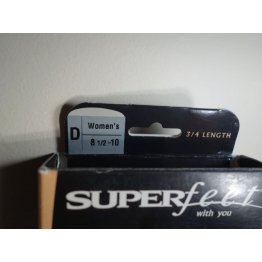 D
Women's
8 1/2-10
3/4 LENGTH
SUPERfeet
with you